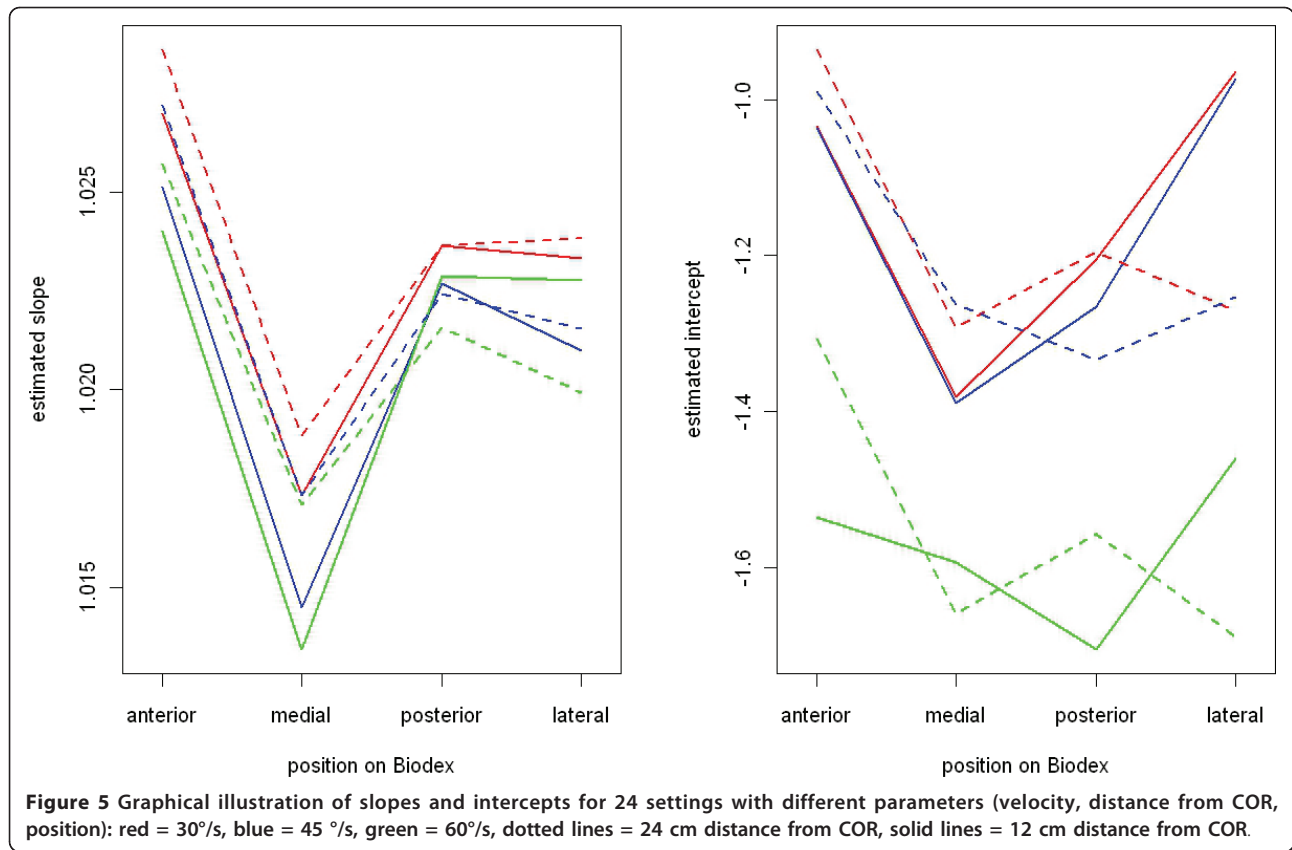 estimated slope
1.025
1.020
1.015
anterior medial posterior lateral
position on Biodex
estimated intercept
-1.0
-1.2
-1.4
-1.6
anterior medial posterior lateral
position on Biodex
Figure 5 Graphical illustration of slopes and intercepts for 24 settings with different parameters (velocity, distance from COR,
position): red = 30°/s, blue = 45 °/s, green = 60°/s, dotted lines = 24 cm distance from COR, solid lines = 12 cm distance from COR.